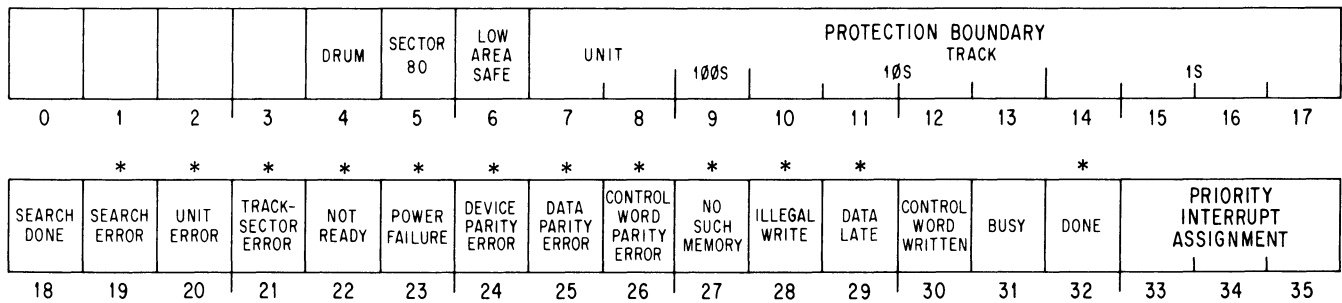 PROTECTION BOUNDARY
DRUM
SECTOR
80
LOW
AREA
SAFE
UNIT
TRACK
1ØØS
1ØS
1S
0 1 2 3 4 5 6 7 8 9 10 11 12 13 14 15 16 17
* * * * * * * * * * * *
SEARCH
DONE
SEARCH
ERROR
UNIT
ERROR
TRACK-
SECTOR
ERROR
NOT
READY
POWER
FAILURE
DEVICE
PARITY
ERROR
DATA
PARITY
ERROR
CONTROL
WORD
PARITY
ERROR
NO
SUCH
MEMORY
ILLEGAL
WRITE
DATA
LATE
CONTROL
WORD
WRITTEN
BUSY
DONE
PRIORITY
INTERRUPT
ASSIGNMENT
18 19 20 21 22 23 24 25 26 27 28 29 30 31 32 33 34 35